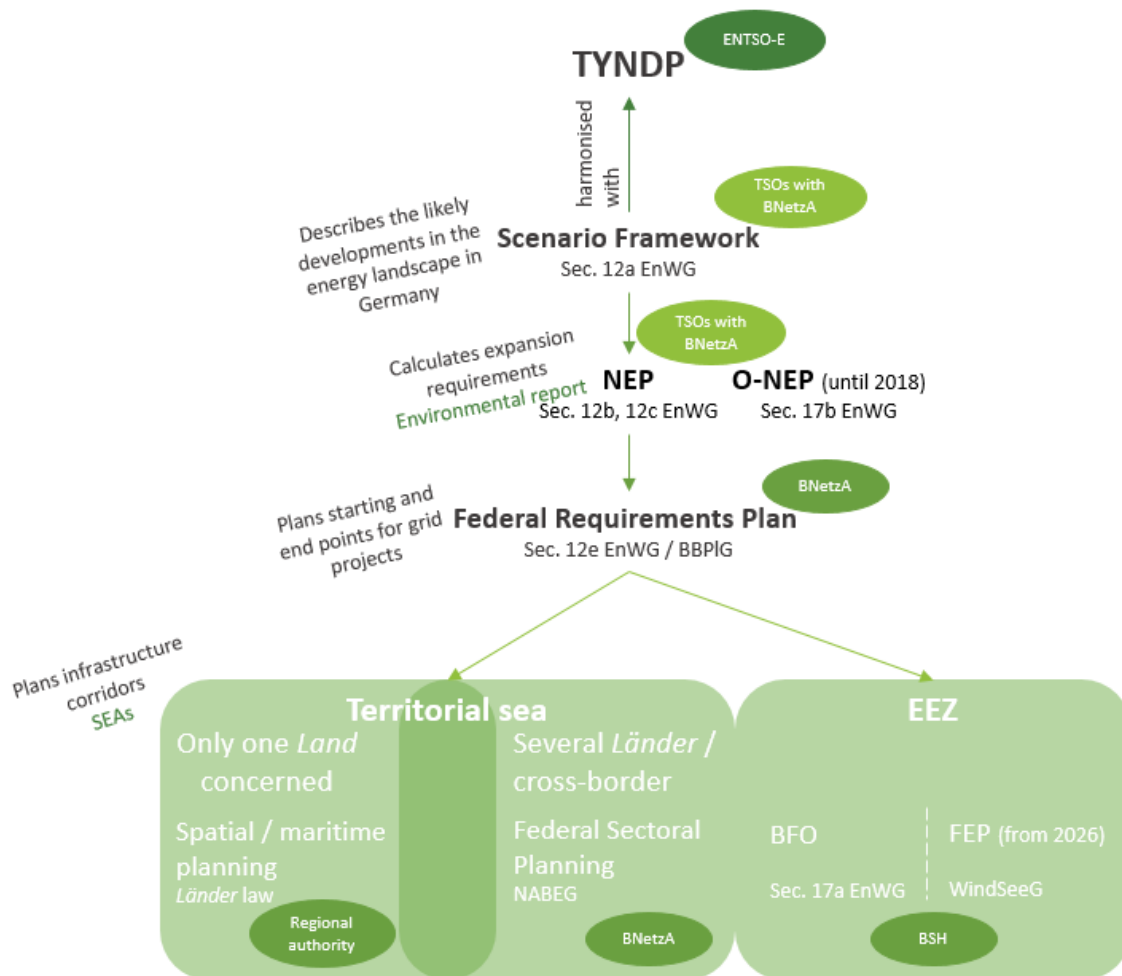 ENTSO-E
TYNDP
harmonised
with
TSOs with
BNetzA
Describes the likely
developments in the
energy landscape in
Germany
Scenario Framework
Sec. 12a EnWG
TSOs with
BNetzA
Calculates expansion
requirements
Environmental report
NEP
Sec. 12b, 12c EnWG
O-NEP (until 2018)
Sec. 17b EnWG
BNetzA
Plans starting and
end points for grid
projects
Federal Requirements Plan
Sec. 12e EnWG / BBPlG
Plans infrastructure
corridors
SEAs
Territorial sea
Only one Land
concerned
Spatial / maritime
planning
Länder law
Regional
authority
Several Länder /
cross-border
Federal Sectoral
Planning
NABEG
BNetzA
EEZ
BFO
Sec. 17a EnWG
FEP (from 2026)
WindSeeG
BSH